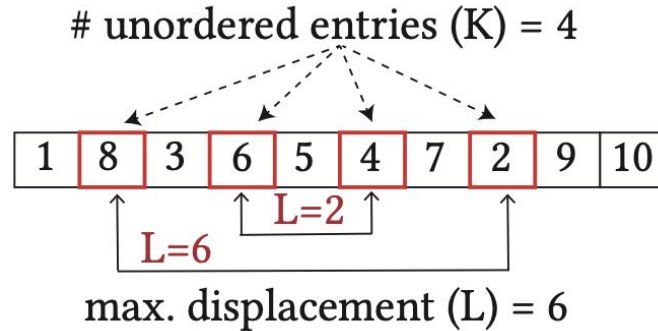 # unordered entries (K) = 4
1 8 3 6 5 4 7 2 9 10
L=2
L=6
max. displacement (L) = 6